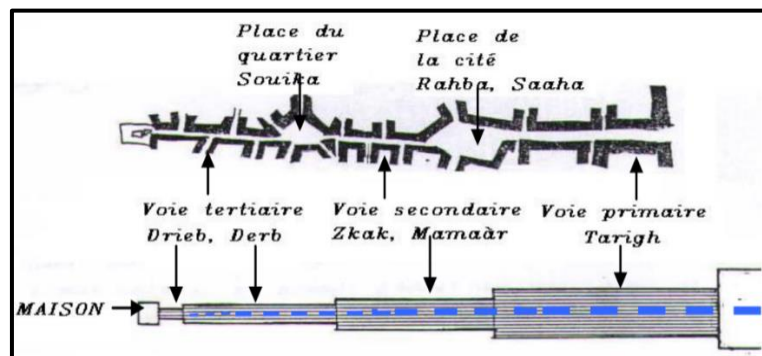 Place du
quartier
Souika
Place de
la cité
Rahba, Saaha
Voie tertiaire
Drieb, Derb
Voie secondaire
Zkak, Mamaàr
Voie primaire
Tarigh
MAISON